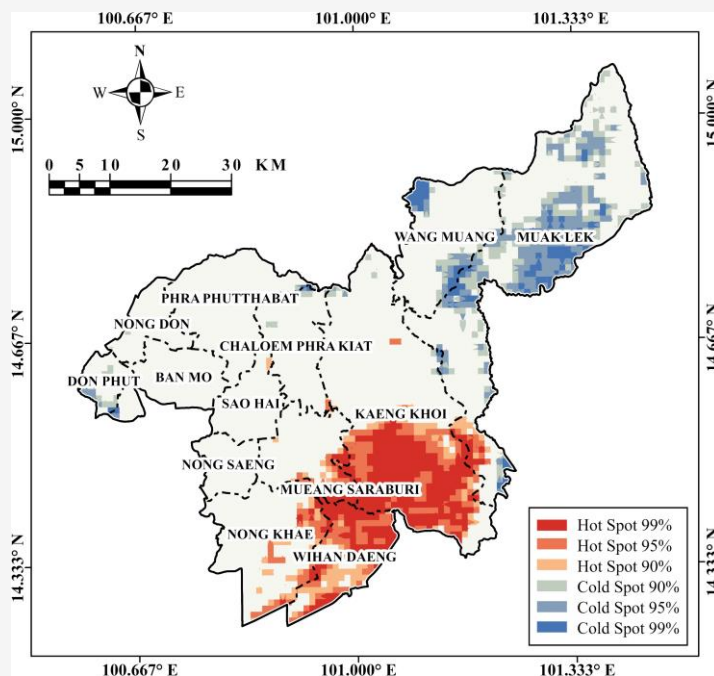 100.667° E 101.000° E 101.333° E
N
W E
S
15.000° N 15.000° N
0 5 10 20 30 KM
WANG MUANG MUAK LEK
PHRA PHUTTHABAT
NONG DON
14.667° N 14.667° N
CHALOEM PHRA KIAT
DON PHUT BAN MO
SAO HAI
KAENG KHOI
NONG SAENG
MUEANG SARABURI
NONG KHAE
WIHAN DAENG
14.333° N 14.333° N
Hot Spot 99%
Hot Spot 95%
Hot Spot 90%
Cold Spot 90%
Cold Spot 95%
Cold Spot 99%
100.667° E 101.000° E 101.333° E